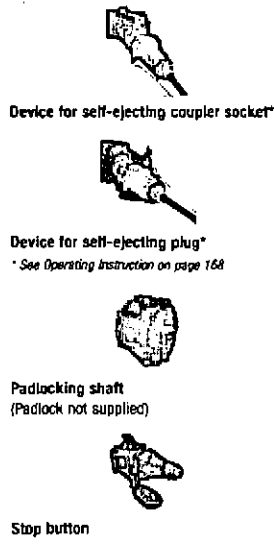 Device for self-ejecting coupler socket*
Device for self-ejecting plug*
* See Operating Instruction on page 168
Padlocking shaft
(Padlock not supplied)
Stop button